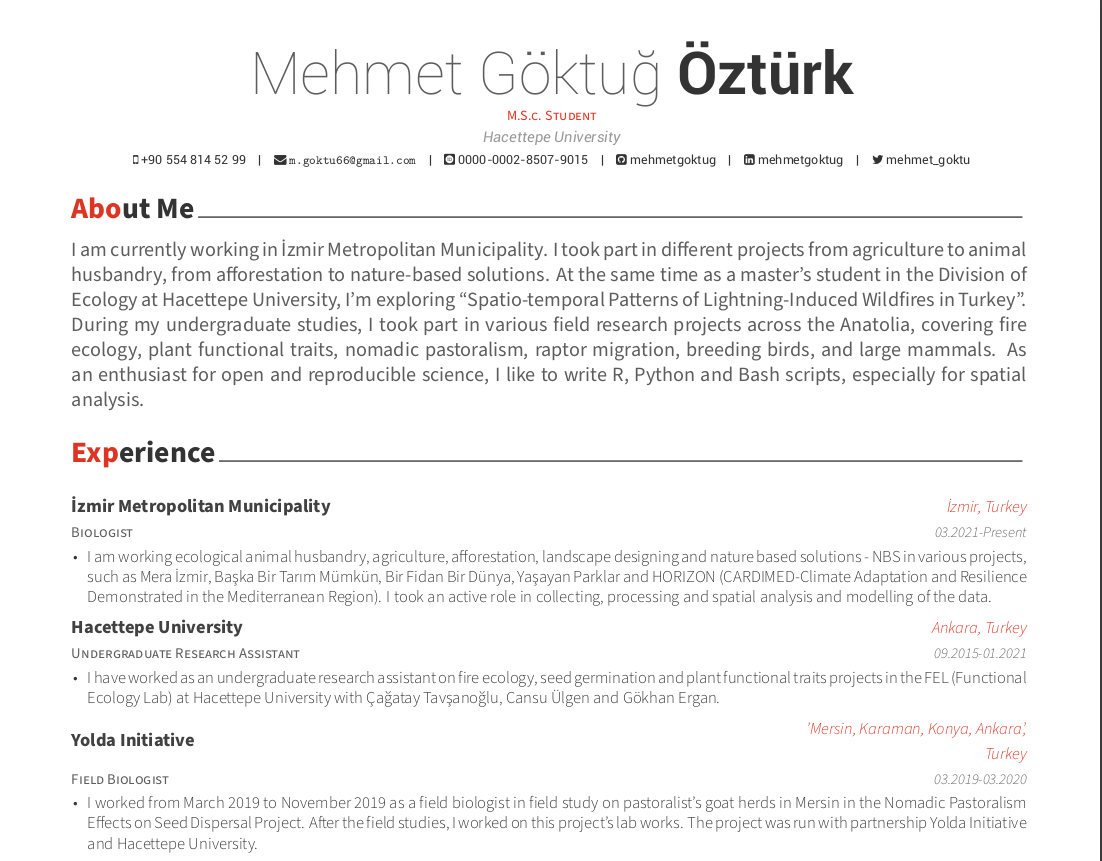 Mehmet Göktuğ Öztürk
M.S.c. Student
Hacettepe University
+90 554 814 52 99 | m.goktu66@gmail.com | 0000-0002-8507-9015 | mehmetgoktug | mehmetgoktug | mehmet_goktu
About Me
I am currently working in İzmir Metropolitan Municipality. I took part in different projects from agriculture to animal
husbandry, from afforestation to nature-based solutions. At the same time as a master’s student in the Division of
Ecology at Hacettepe University, I’m exploring “Spatio-temporal Patterns of Lightning-Induced Wildfires in Turkey”.
During my undergraduate studies, I took part in various field research projects across the Anatolia, covering fire
ecology, plant functional traits, nomadic pastoralism, raptor migration, breeding birds, and large mammals. As
an enthusiast for open and reproducible science, I like to write R, Python and Bash scripts, especially for spatial
analysis.
Experience
İzmir Metropolitan Municipality İzmir, Turkey
Biologist 03.2021-Present
• I am working ecological animal husbandry, agriculture, afforestation, landscape designing and nature based solutions - NBS in various projects,
such as Mera İzmir, Başka Bir Tarım Mümkün, Bir Fidan Bir Dünya, Yaşayan Parklar and HORIZON (CARDIMED-Climate Adaptation and Resilience
Demonstrated in the Mediterranean Region). I took an active role in collecting, processing and spatial analysis and modelling of the data.
Hacettepe University Ankara, Turkey
Undergraduate Research Assistant 09.2015-01.2021
• I have worked as an undergraduate research assistant on fire ecology, seed germination and plant functional traits projects in the FEL (Functional
Ecology Lab) at Hacettepe University with Çağatay Tavşanoğlu, Cansu Ülgen and Gökhan Ergan.
Yolda Initiative 'Mersin, Karaman, Konya, Ankara',
Turkey
Field Biologist 03.2019-03.2020
• I worked from March 2019 to November 2019 as a field biologist in field study on pastoralist’s goat herds in Mersin in the Nomadic Pastoralism
Effects on Seed Dispersal Project. After the field studies, I worked on this project’s lab works. The project was run with partnership Yolda Initiative
and Hacettepe University.